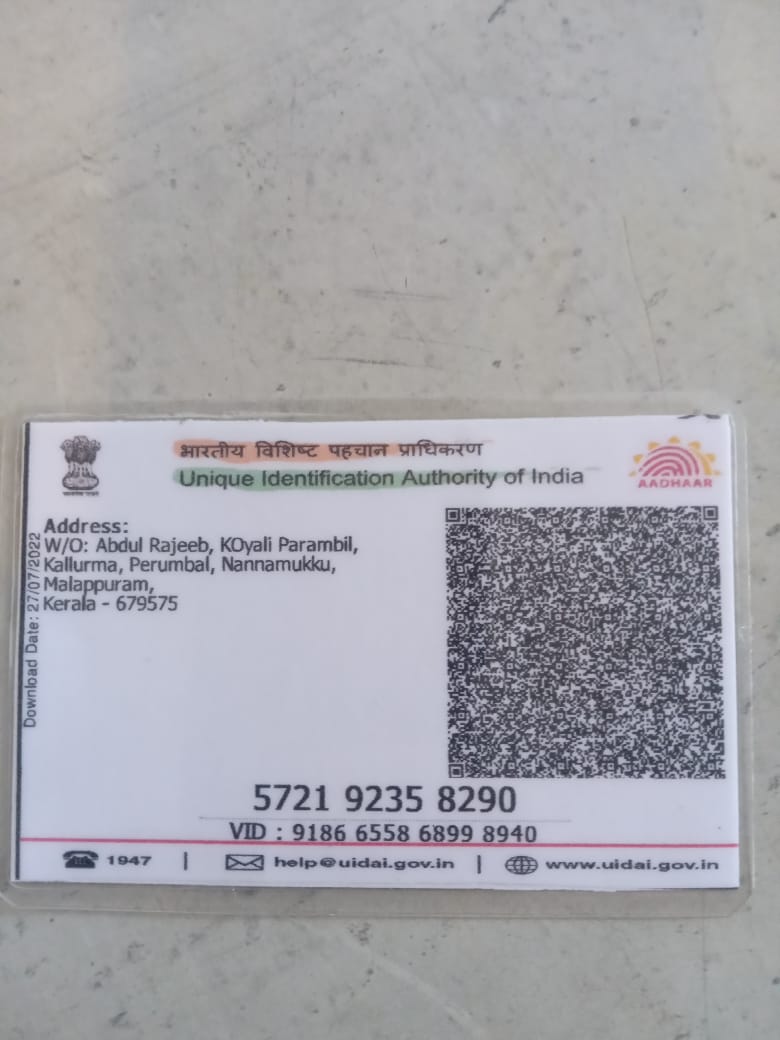 भारतीय विशिष्ट पहचान प्राधिकरण
Unique Identification Authority of India
AADHAAR
Address:
W/O: Abdul Rajeeb, KOyali Parambil,
Kallurma, Perumbal, Nannamukku,
Malappuram,
Kerala - 679575
Download Date: 27/07/2022
5721 9235 8290
VID : 9186 6558 6899 8940
1947 | help@uidai.gov.in | www.uidai.gov.in